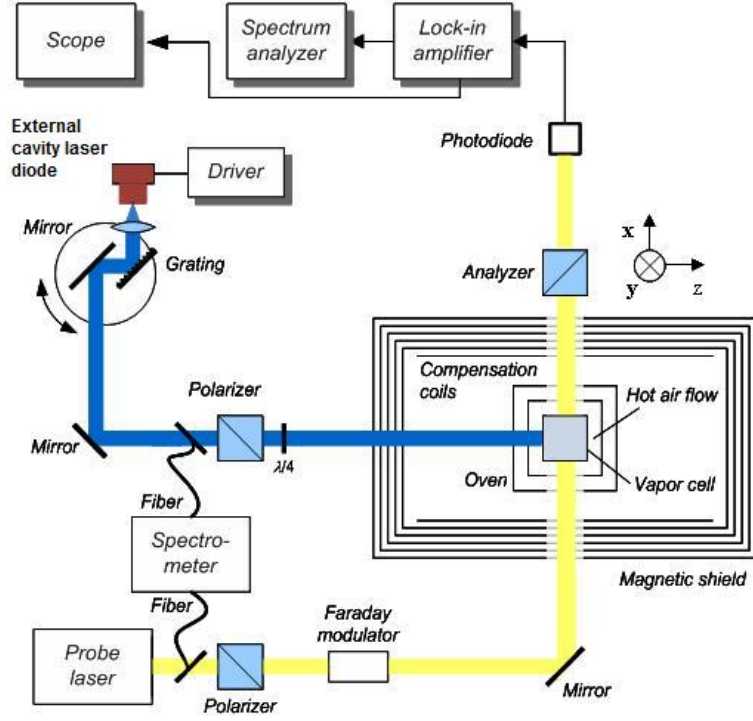 Scope
Spectrum
analyzer
Lock-in
amplifier
External
cavity laser
diode
Driver
Photodiode
Mirror
Grating
Analyzer
x
y
z
Compensation
coils
Hot air flow
Polarizer
Mirror
λ/4
Oven
Vapor cell
Fiber
Spectro-
meter
Magnetic shield
Fiber
Faraday
modulator
Probe
laser
Polarizer
Mirror